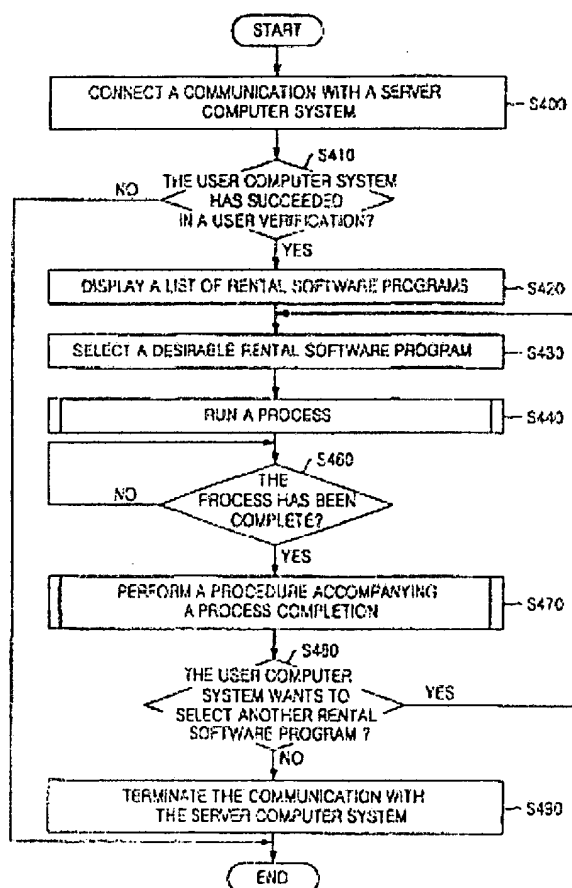 START
CONNECT A COMMUNICATION WITH A SERVER
COMPUTER SYSTEM
S400
S410
NO
THE USER COMPUTER SYSTEM
HAS SUCCEEDED
IN A USER VERIFICATION?
YES
DISPLAY A LIST OF RENTAL SOFTWARE PROGRAMS
S420
SELECT A DESIRABLE RENTAL SOFTWARE PROGRAM
S430
RUN A PROCESS
S440
S460
NO
THE
PROCESS HAS BEEN
COMPLETE?
YES
PERFORM A PROCEDURE ACCOMPANYING
A PROCESS COMPLETION
S470
S480
THE USER COMPUTER
SYSTEM WANTS TO
SELECT ANOTHER RENTAL
SOFTWARE PROGRAM ?
YES
NO
TERMINATE THE COMMUNICATION WITH
THE SERVER COMPUTER SYSTEM
S490
END